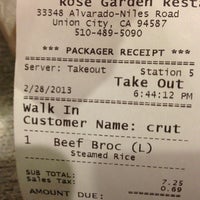 Rose Garden Resta
33348 Alvarado-Niles Road
Union City, CA 94587
510-489-5090
*** PACKAGER RECEIPT ***
Server: Takeout Station 5
Take Out
2/28/2013 6:44:12 PM
Walk In
Customer Name: crut
1 Beef Broc (L)
Steamed Rice
SUB TOTAL: 7.25
Sales Tax: 0.69
AMOUNT DUE: